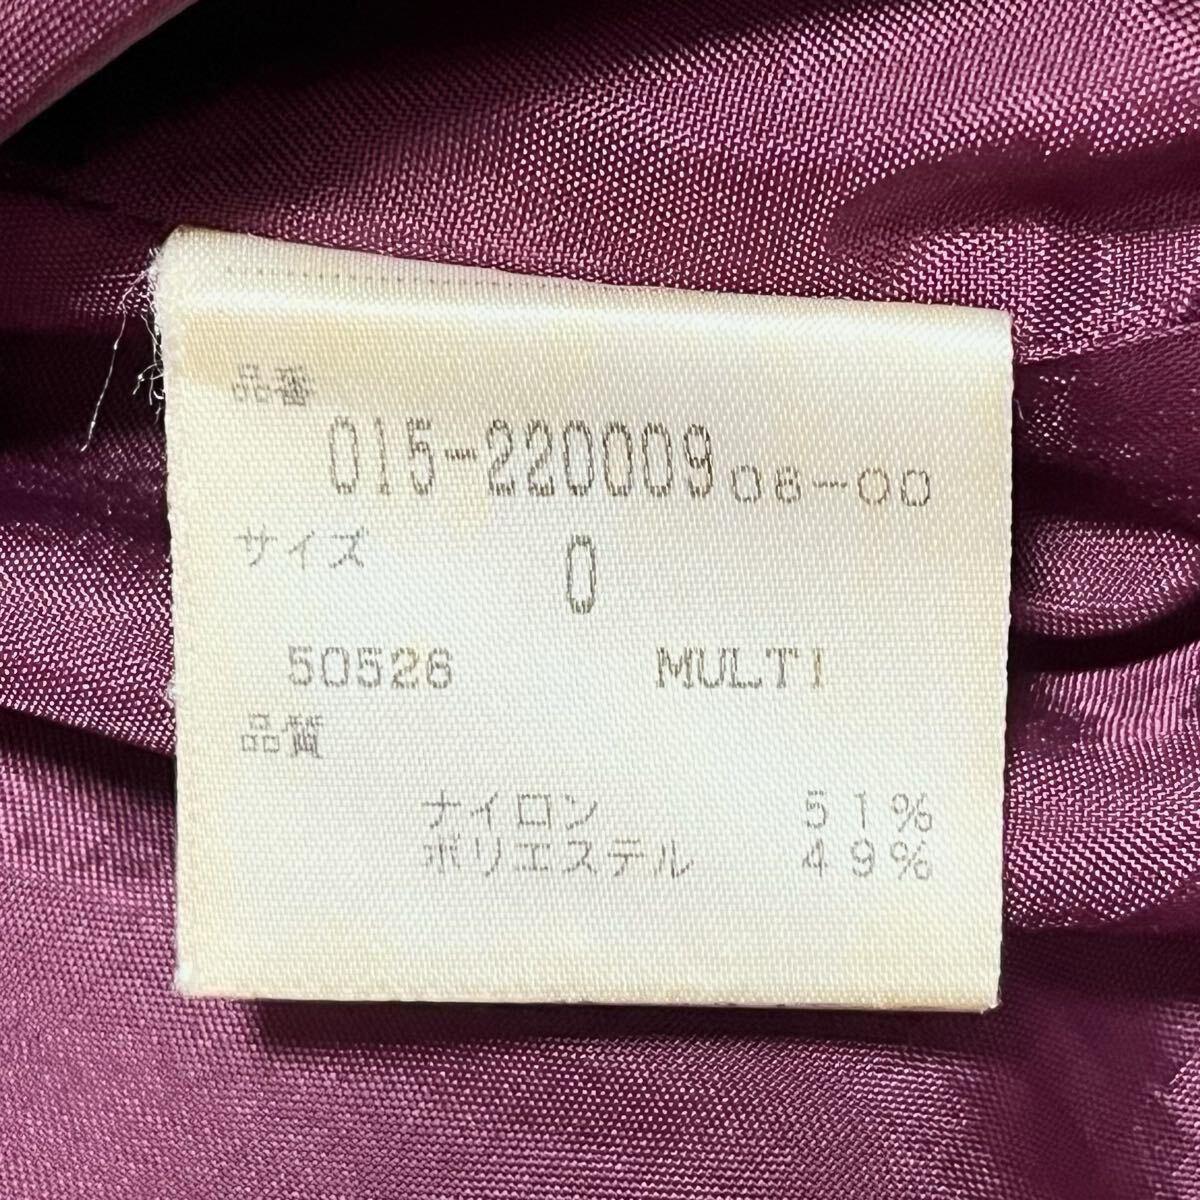 品番
015-220009 06-00
サイズ 0
50526 MULTI
品質
ナイロン 51%
ポリエステル 49%